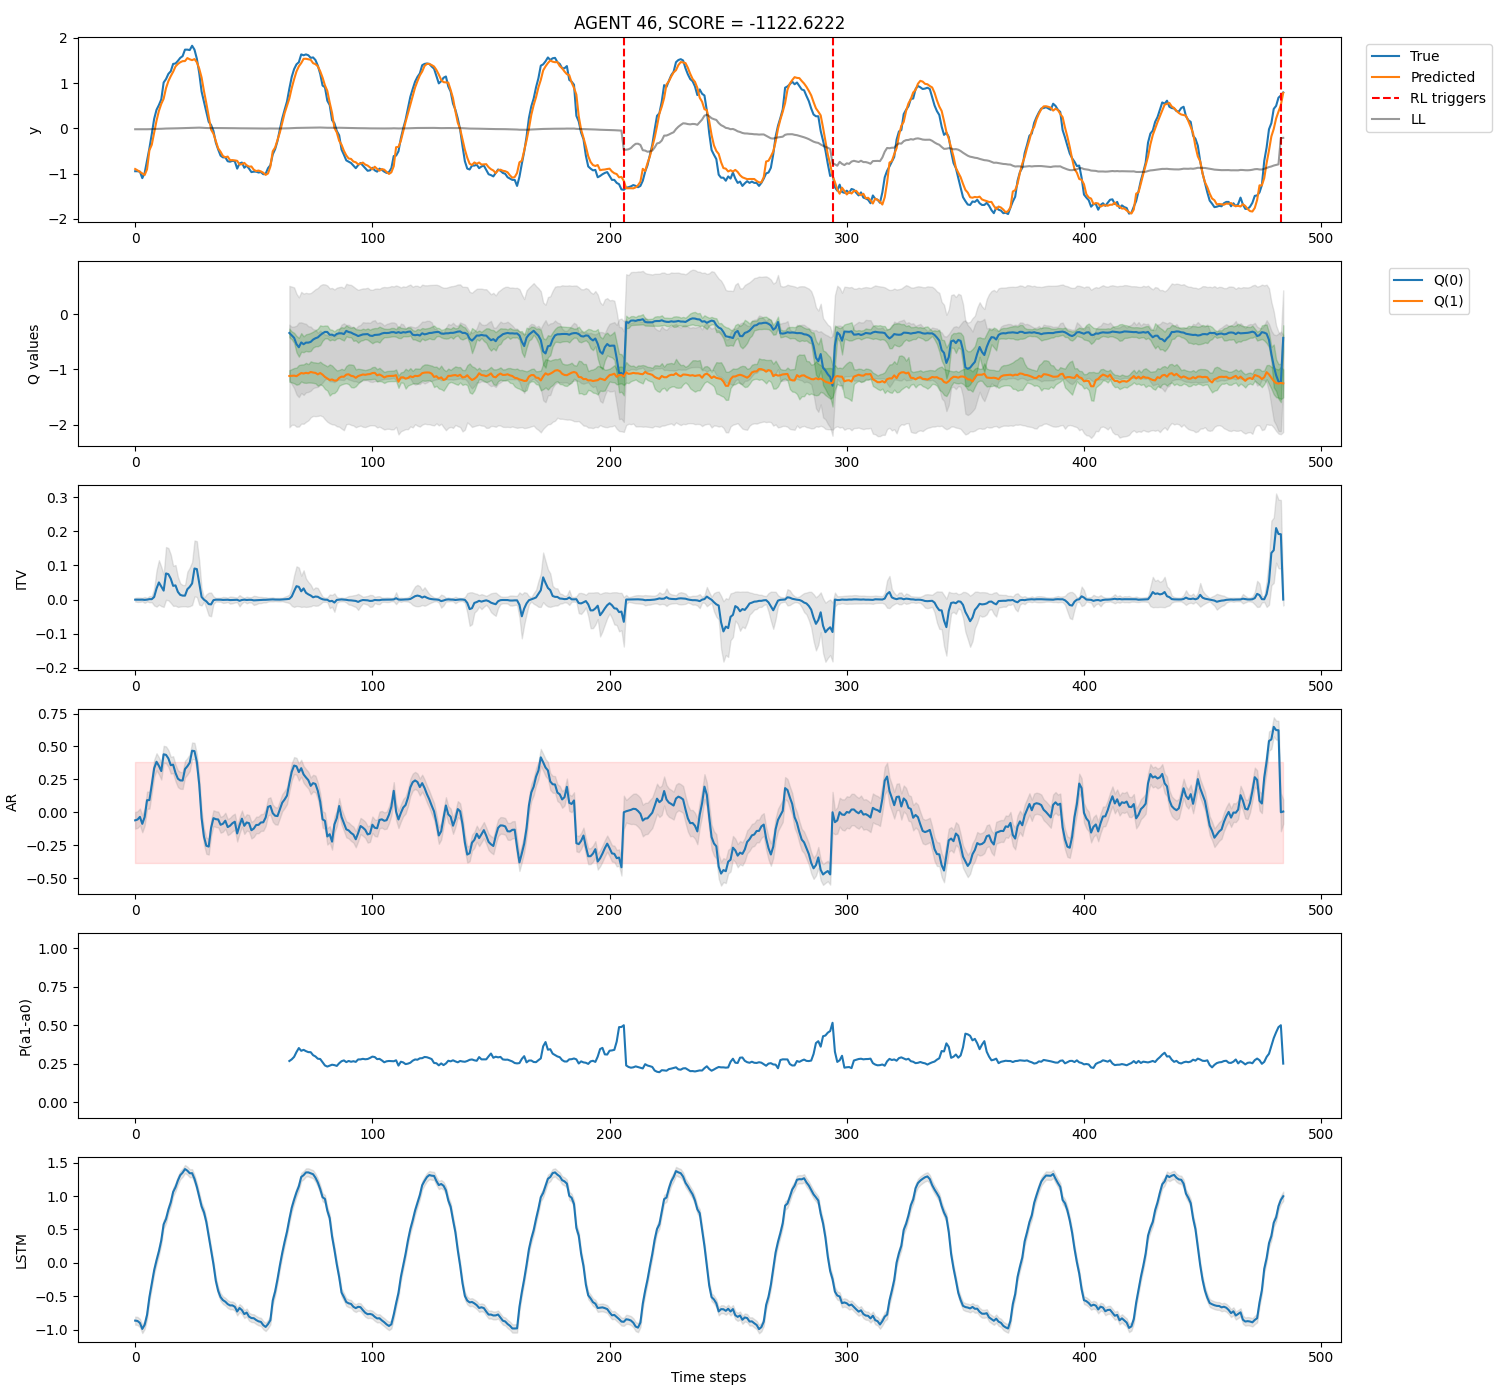 AGENT 46, SCORE = -1122.6222
y
2
1
0
−1
−2
0 100 200 300 400 500
True
Predicted
RL triggers
LL
Q values
0
−1
−2
0 100 200 300 400 500
Q(0)
Q(1)
ITV
0.3
0.2
0.1
0.0
−0.1
−0.2
0 100 200 300 400 500
AR
0.75
0.50
0.25
0.00
−0.25
−0.50
0 100 200 300 400 500
P(a1-a0)
1.00
0.75
0.50
0.25
0.00
0 100 200 300 400 500
LSTM
1.5
1.0
0.5
0.0
−0.5
−1.0
0 100 200 300 400 500
Time steps